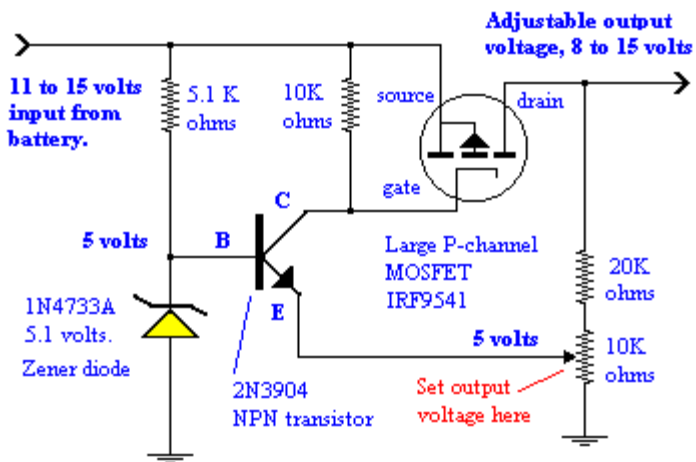 Adjustable output
voltage, 8 to 15 volts
11 to 15 volts
input from
battery.
5.1 K
ohms
10K
ohms
source
drain
gate
C
5 volts
B
Large P-channel
MOSFET
IRF9541
20K
ohms
1N4733A
5.1 volts.
Zener diode
E
5 volts
10K
ohms
2N3904
NPN transistor
Set output
voltage here